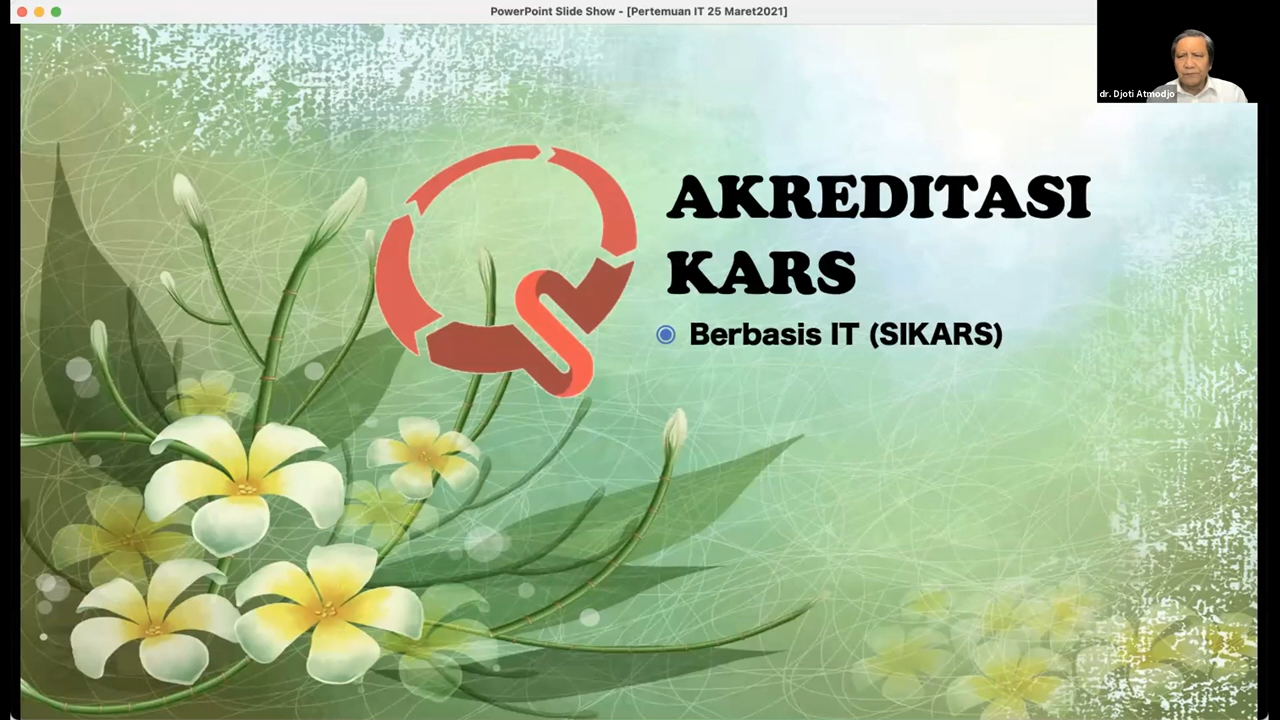 PowerPoint Slide Show - [Pertemuan IT 25 Maret2021]
dr. Djoti Atmodjo
AKREDITASI
KARS
Berbasis IT (SIKARS)